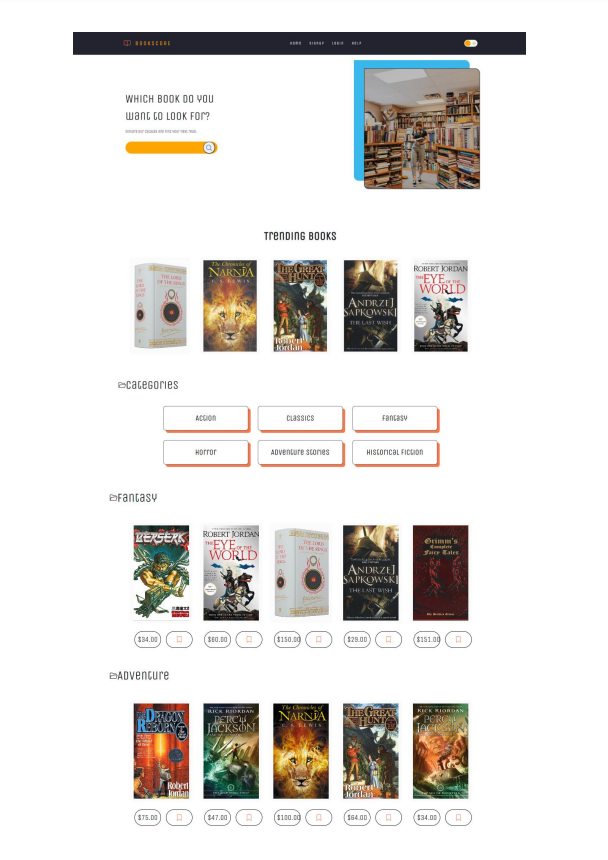 BOOKSCORE
HOME SIGNUP LOGIN HELP
WHICH BOOK DO YOU
want to LOOK FOR?
Trending BOOKS
THE LORD OF THE RINGS
The Chronicles of
NARNIA
C. S. LEWIS
THE GREAT
HUNT
Robert
Jordan
ANDRZEJ
SAPKOWSKI
THE LAST WISH
ROBERT JORDAN
THE EYE OF THE
WORLD
Categories
Action
Classics
Fantasy
Horror
Adventure stories
Historical Fiction
Fantasy
BERSERK
ROBERT JORDAN
THE EYE OF THE
WORLD
THE LORD
OF THE RINGS
ANDRZEJ
SAPKOWSKI
THE LAST WISH
Grimm's
Complete
Fairy Tales
$34.00
$80.00
$150.00
$29.00
$151.00
Adventure
DRAGON
REBORN
Robert
Jordan
RICK RIORDAN
PERCY
JACKSON
The Chronicles of
NARNIA
C. S. LEWIS
THE GREAT
HUNT
Robert
Jordan
RICK RIORDAN
PERCY
JACKSON
$75.00
$47.00
$100.00
$64.00
$34.00